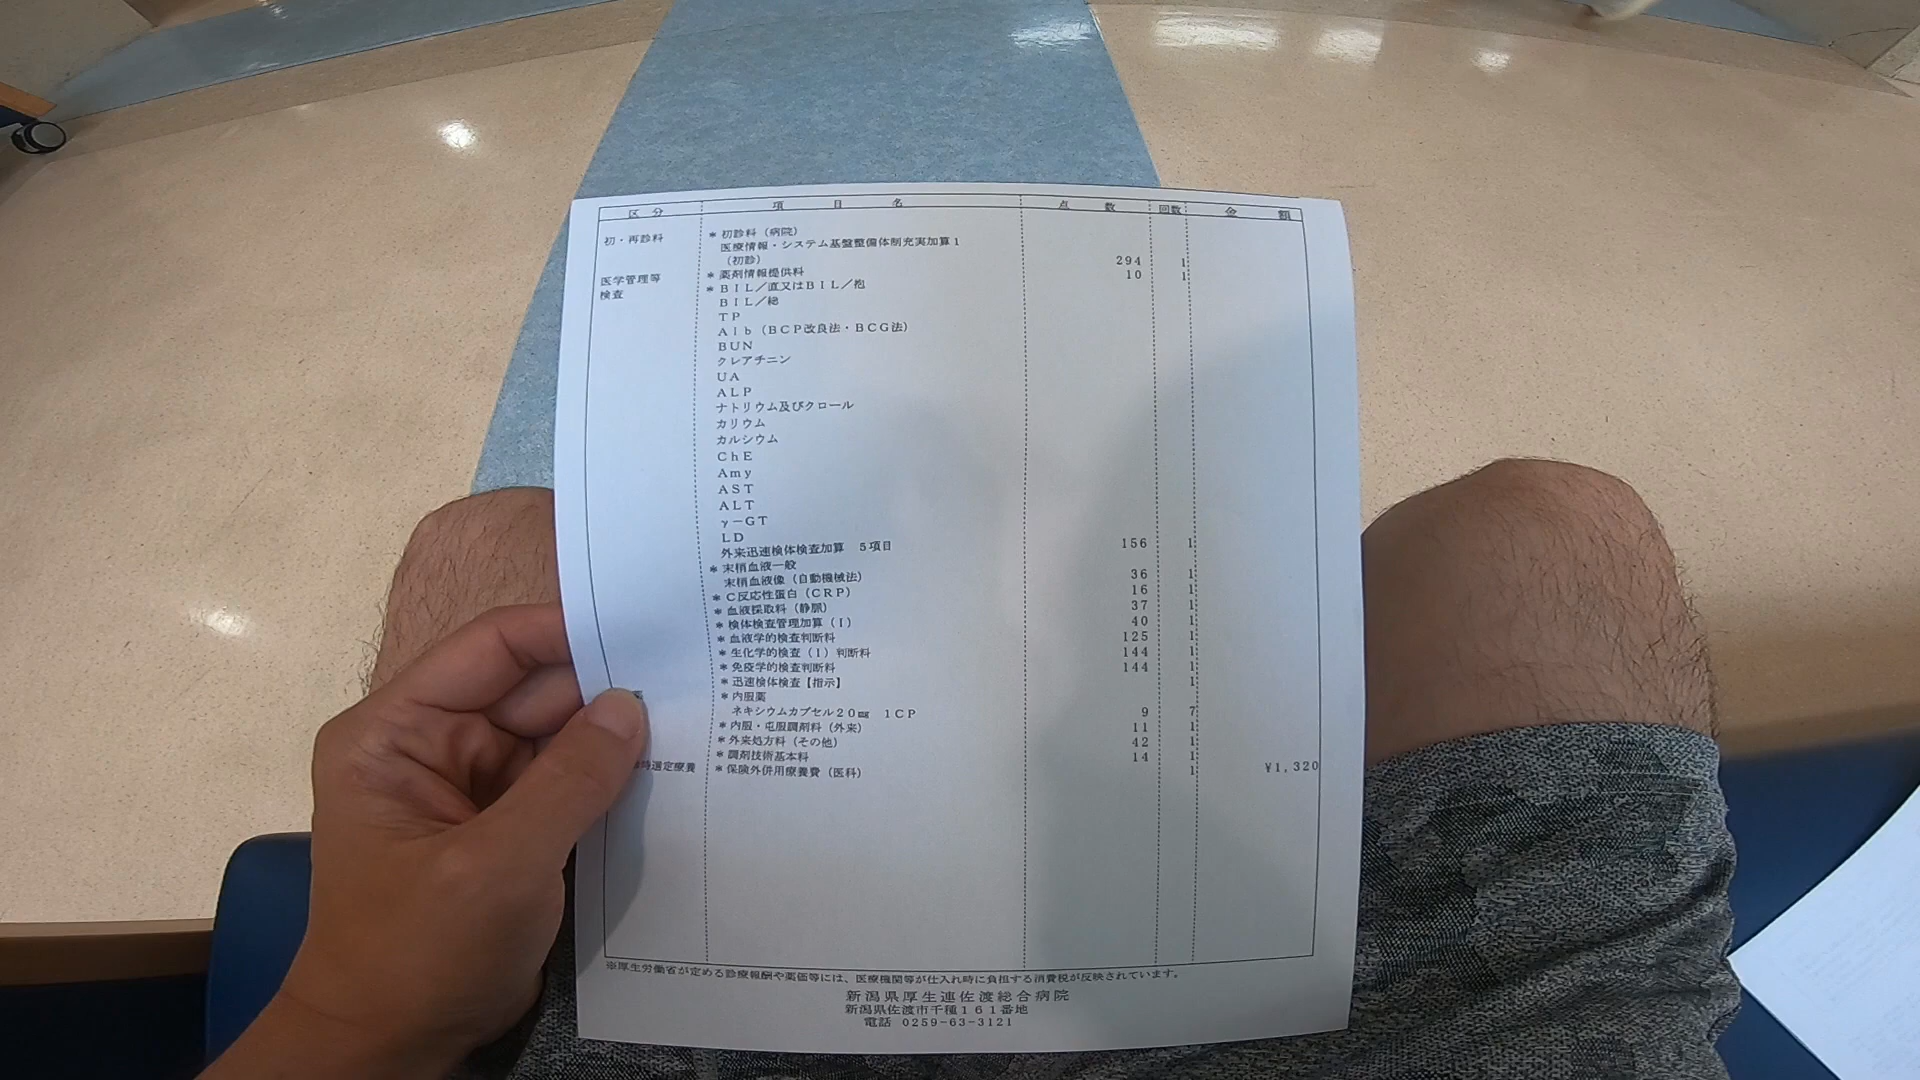 区 分 項 目 名 点 数 回数 金 額
初・再診料 *初診料(病院)
医療情報・システム基盤整備体制充実加算1
(初診) 294 1
医学管理等 *薬剤情報提供料 10 1
検査 *BIL/直又はBIL/抱
BIL/総
TP
Alb(BCP改良法・BCG法)
BUN
クレアチニン
UA
ALP
ナトリウム及びクロール
カリウム
カルシウム
ChE
Amy
AST
ALT
γ-GT
LD
外来迅速検体検査加算 5項目 156 1
*末梢血液一般
末梢血液像(自動機械法) 36 1
*C反応性蛋白(CRP) 16 1
*血液採取料(静脈) 37 1
*検体検査管理加算(I) 40 1
*血液学的検査判断料 125 1
*生化学的検査(I)判断料 144 1
*免疫学的検査判断料 144 1
*迅速検体検査【指示】 1
薬 *内服薬
ネキシウムカプセル20mg 1CP 9 7
*内服・屯服調剤料(外来) 11 1
*外来処方料(その他) 42 1
*調剤技術基本料 14 1
時選定療養 *保険外併用療養費(医科) 1 ¥1,320
※厚生労働省が定める診療報酬や薬価等には、医療機関等が仕入れ時に負担する消費税が反映されています。
新潟県厚生連佐渡総合病院
新潟県佐渡市千種161番地
電話 0259-63-3121